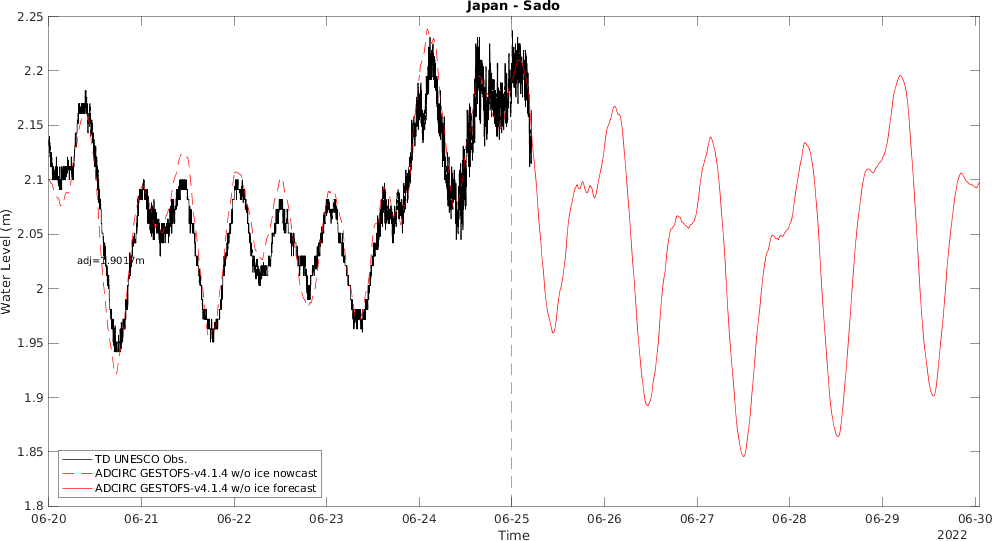 Japan - Sado
2.25
2.2
2.15
2.1
2.05
2
1.95
1.9
1.85
1.8
Water Level (m)
adj=1.9017m
TD UNESCO Obs.
ADCIRC GESTOFS-v4.1.4 w/o ice nowcast
ADCIRC GESTOFS-v4.1.4 w/o ice forecast
06-20 06-21 06-22 06-23 06-24 06-25 06-26 06-27 06-28 06-29 06-30
Time
2022